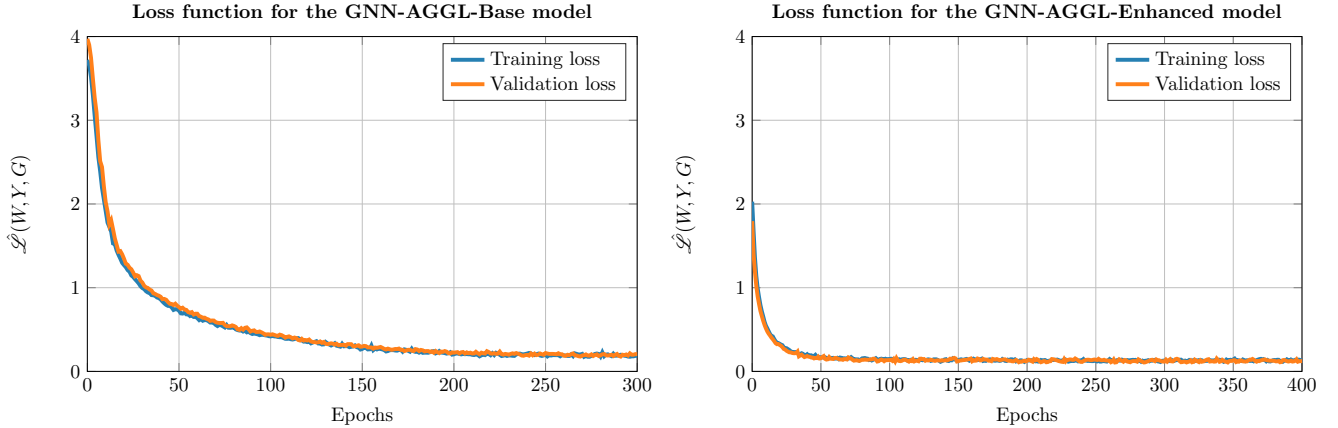 Loss function for the GNN-AGGL-Base model
4
3
2
1
0
0 50 100 150 200 250 300
Epochs
ℒ̂(W, Y, G)
Training loss
Validation loss
Loss function for the GNN-AGGL-Enhanced model
4
3
2
1
0
0 50 100 150 200 250 300 350 400
Epochs
ℒ̂(W, Y, G)
Training loss
Validation loss